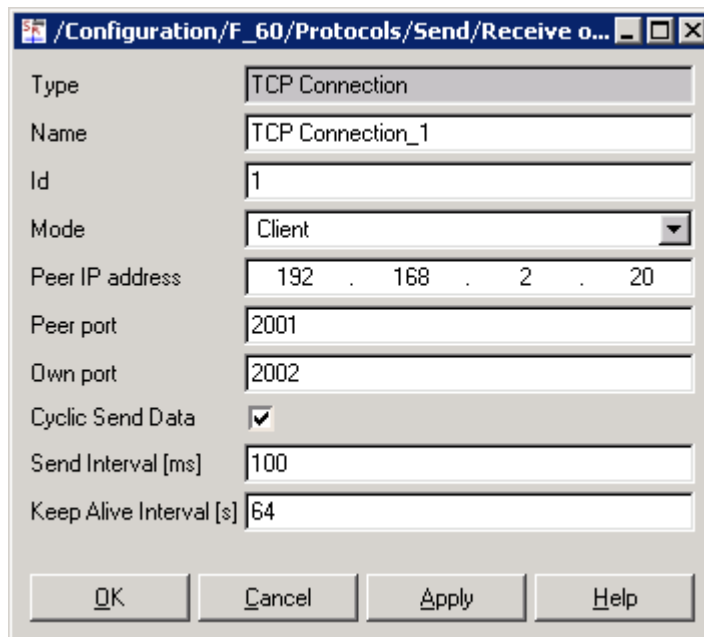 /Configuration/F_60/Protocols/Send/Receive o...
Type TCP Connection
Name TCP Connection_1
Id 1
Mode Client
Peer IP address 192 . 168 . 2 . 20
Peer port 2001
Own port 2002
Cyclic Send Data
Send Interval [ms] 100
Keep Alive Interval [s] 64
OK Cancel Apply Help